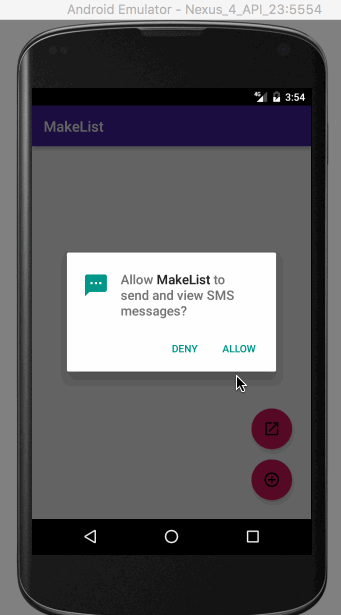 Android Emulator - Nexus_4_API_23:5554
4G 3:54
MakeList
Allow MakeList to
send and view SMS
messages?
DENY ALLOW